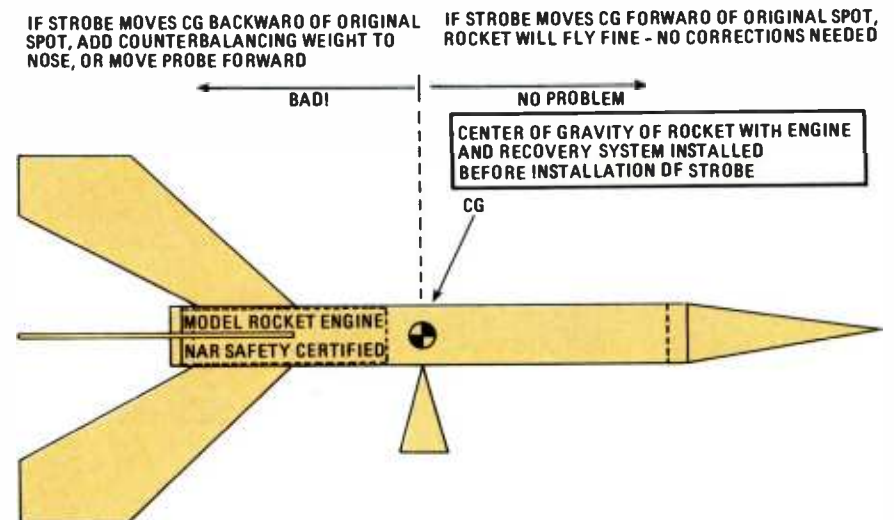 IF STROBE MOVES CG BACKWARD OF ORIGINAL
SPOT, ADD COUNTERBALANCING WEIGHT TO
NOSE, OR MOVE PROBE FORWARD
IF STROBE MOVES CG FORWARD OF ORIGINAL SPOT,
ROCKET WILL FLY FINE - NO CORRECTIONS NEEDED
BAD!
NO PROBLEM
CENTER OF GRAVITY OF ROCKET WITH ENGINE
AND RECOVERY SYSTEM INSTALLED
BEFORE INSTALLATION OF STROBE
CG
MODEL ROCKET ENGINE
NAR SAFETY CERTIFIED